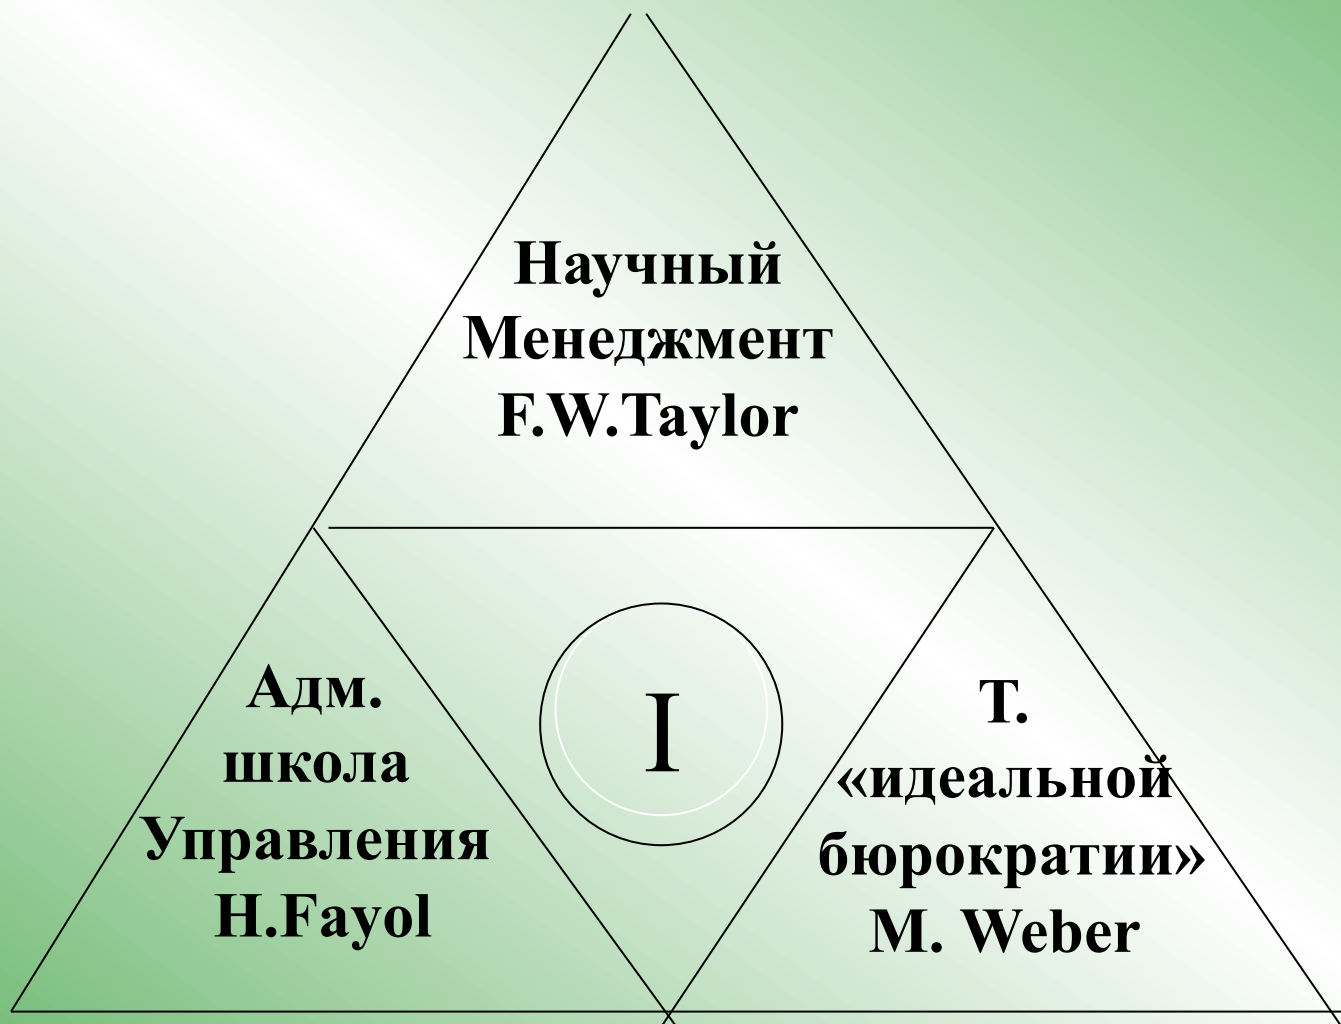 Научный
Менеджмент
F.W.Taylor
Адм.
школа
Управления
H.Fayol
I
Т.
«идеальной
бюрократии»
M. Weber